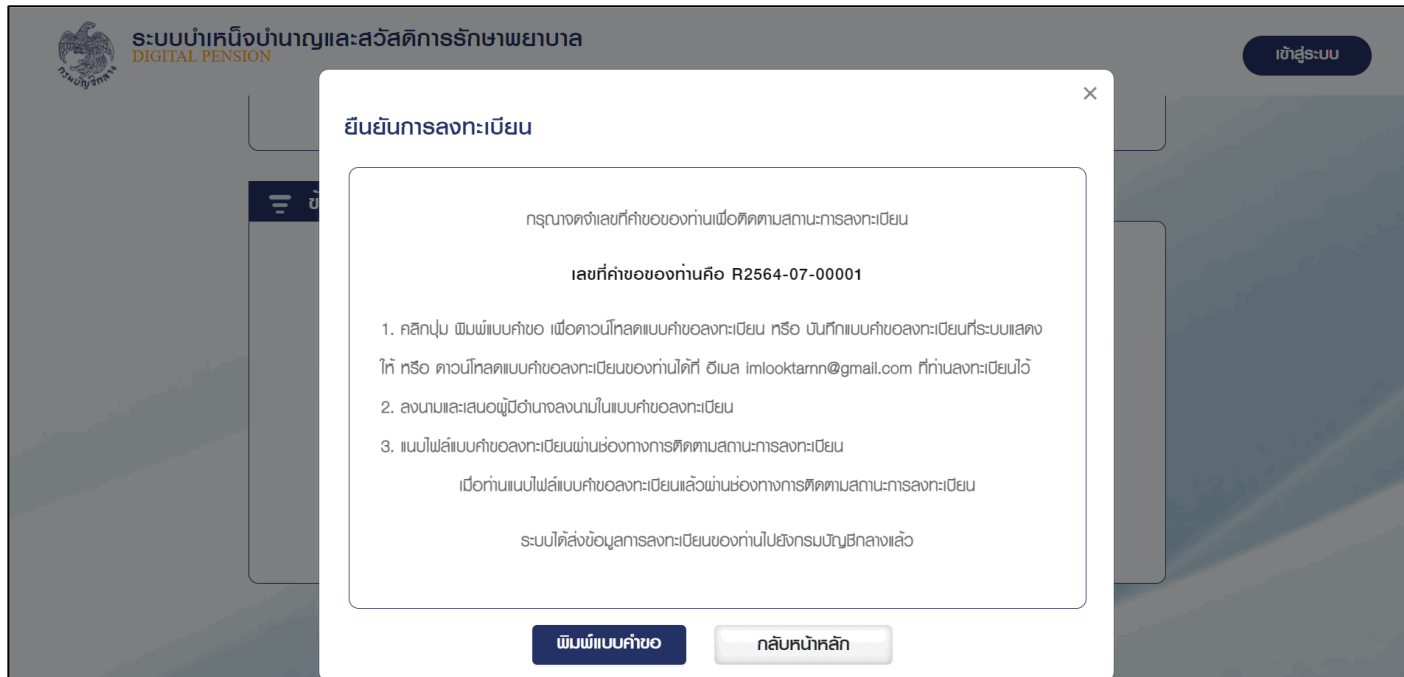 ระบบบำเหน็จบำนาญและสวัสดิการรักษาพยาบาล
DIGITAL PENSION
กรมบัญชีกลาง
เข้าสู่ระบบ
×
ยืนยันการลงทะเบียน
กรุณาจดจำเลขที่คำขอของท่านเพื่อติดตามสถานะการลงทะเบียน
เลขที่คำขอของท่านคือ R2564-07-00001
1. คลิกปุ่ม พิมพ์แบบคำขอ เพื่อดาวน์โหลดแบบคำขอลงทะเบียน หรือ บันทึกแบบคำขอลงทะเบียนที่ระบบแสดง
ให้ หรือ ดาวน์โหลดแบบคำขอลงทะเบียนของท่านได้ที่ อีเมล imlooktarnn@gmail.com ที่ท่านลงทะเบียนไว้
2. ลงนามและเสนอผู้มีอำนาจลงนามในแบบคำขอลงทะเบียน
3. แนบไฟล์แบบคำขอลงทะเบียนผ่านช่องทางการติดตามสถานะการลงทะเบียน
เมื่อท่านแนบไฟล์แบบคำขอลงทะเบียนแล้วผ่านช่องทางการติดตามสถานะการลงทะเบียน
ระบบได้ส่งข้อมูลการลงทะเบียนของท่านไปยังกรมบัญชีกลางแล้ว
พิมพ์แบบคำขอ
กลับหน้าหลัก